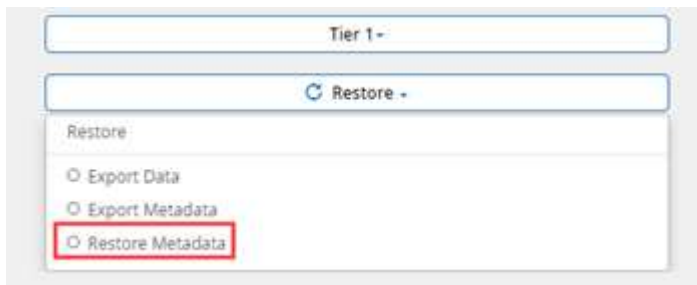 Tier 1
Restore
Restore
Export Data
Export Metadata
Restore Metadata